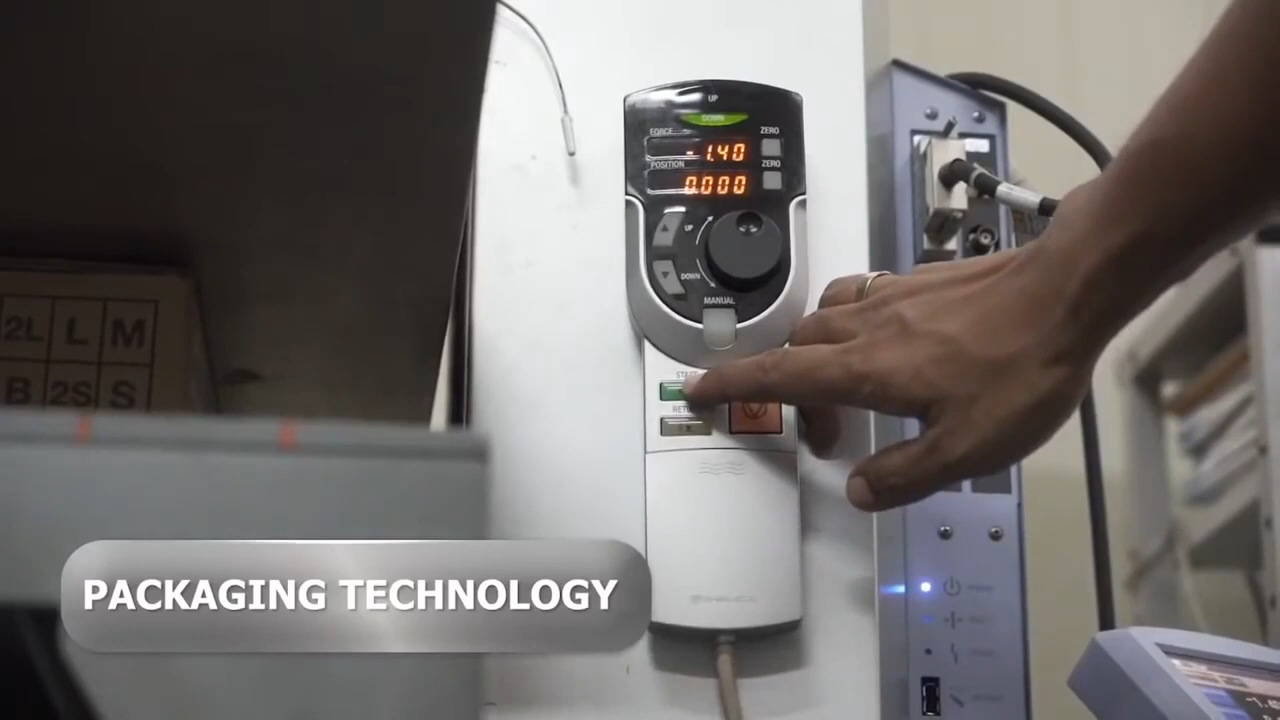 UP
DOWN
FORCE
ZERO
- 1.40
POSITION
ZERO
0.000
UP
DOWN
MANUAL
2L L M
B 2S S
PACKAGING TECHNOLOGY